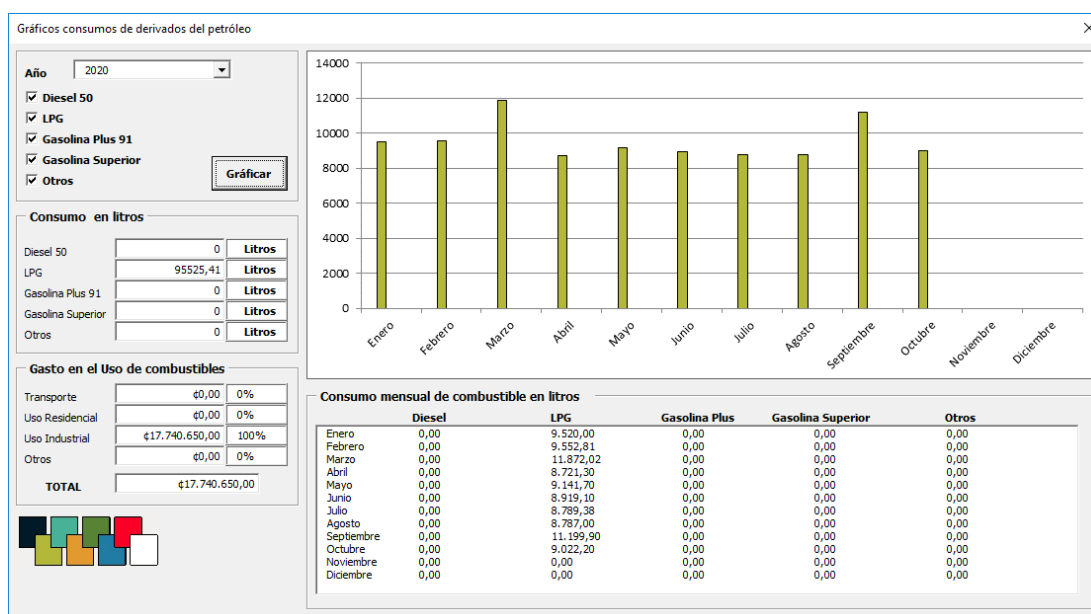 Gráficos consumos de derivados del petróleo
Año 2020
Diesel 50
LPG
Gasolina Plus 91
Gasolina Superior
Otros
Gráficar
Consumo en litros
Diesel 50 0 Litros
LPG 95525,41 Litros
Gasolina Plus 91 0 Litros
Gasolina Superior 0 Litros
Otros 0 Litros
Gasto en el Uso de combustibles
Transporte ¢0,00 0%
Uso Residencial ¢0,00 0%
Uso Industrial ¢17.740.650,00 100%
Otros ¢0,00 0%
TOTAL ¢17.740.650,00
14000
12000
10000
8000
6000
4000
2000
0
Enero Febrero Marzo Abril Mayo Junio Julio Agosto Septiembre Octubre Noviembre Diciembre
Consumo mensual de combustible en litros
Diesel LPG Gasolina Plus Gasolina Superior Otros
Enero 0,00 9.520,00 0,00 0,00 0,00
Febrero 0,00 9.552,81 0,00 0,00 0,00
Marzo 0,00 11.872,02 0,00 0,00 0,00
Abril 0,00 8.721,30 0,00 0,00 0,00
Mayo 0,00 9.141,70 0,00 0,00 0,00
Junio 0,00 8.919,10 0,00 0,00 0,00
Julio 0,00 8.789,38 0,00 0,00 0,00
Agosto 0,00 8.787,00 0,00 0,00 0,00
Septiembre 0,00 11.199,90 0,00 0,00 0,00
Octubre 0,00 9.022,20 0,00 0,00 0,00
Noviembre 0,00 0,00 0,00 0,00 0,00
Diciembre 0,00 0,00 0,00 0,00 0,00